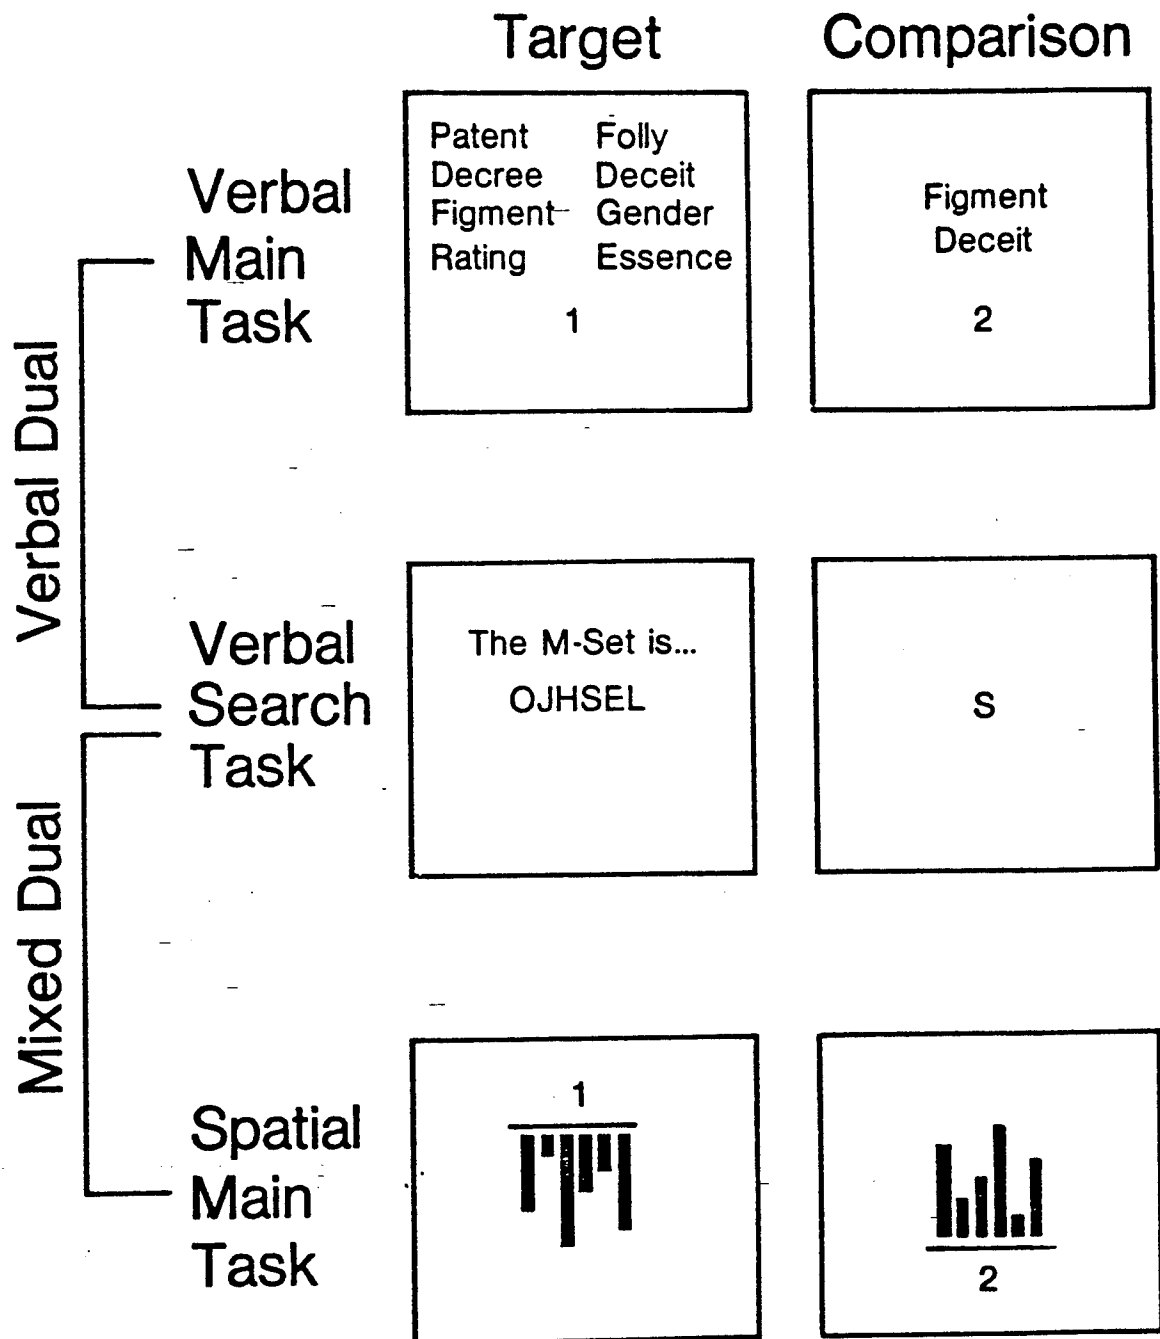 Target Comparison
Verbal Dual
Verbal
Main
Task
Patent Folly
Decree Deceit
Figment Gender
Rating Essence
1
Figment
Deceit
2
Verbal
Search
Task
The M-Set is...
OJHSEL
S
Mixed Dual
Spatial
Main
Task
1
2